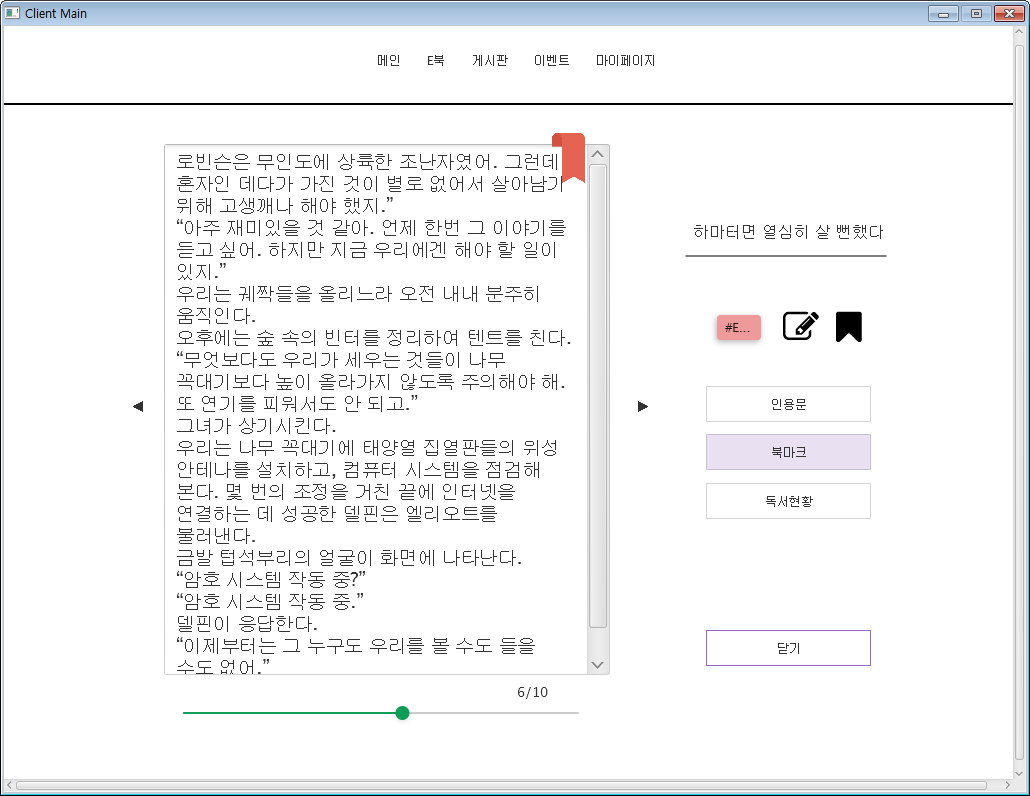 Client Main
메인 E북 게시판 이벤트 마이페이지
로빈슨은 무인도에 상륙한 조난자였어. 그런데
혼자인 데다가 가진 것이 별로 없어서 살아남기
위해 고생깨나 해야 했지.”
“아주 재미있을 것 같아. 언제 한번 그 이야기를
듣고 싶어. 하지만 지금 우리에겐 해야 할 일이
있지.”
우리는 궤짝들을 올리느라 오전 내내 분주히
움직인다.
오후에는 숲 속의 빈터를 정리하여 텐트를 친다.
“무엇보다도 우리가 세우는 것들이 나무
꼭대기보다 높이 올라가지 않도록 주의해야 해.
또 연기를 피워서도 안 되고.”
그녀가 상기시킨다.
우리는 나무 꼭대기에 태양열 집열판들의 위성
안테나를 설치하고, 컴퓨터 시스템을 점검해
본다. 몇 번의 조정을 거친 끝에 인터넷을
연결하는 데 성공한 델핀은 엘리오트를
불러낸다.
금발 텁석부리의 얼굴이 화면에 나타난다.
“암호 시스템 작동 중?”
“암호 시스템 작동 중.”
델핀이 응답한다.
“이제부터는 그 누구도 우리를 볼 수도 들을
수도 없어.”
6/10
하마터면 열심히 살 뻔했다
#E...
인용문
북마크
독서현황
닫기